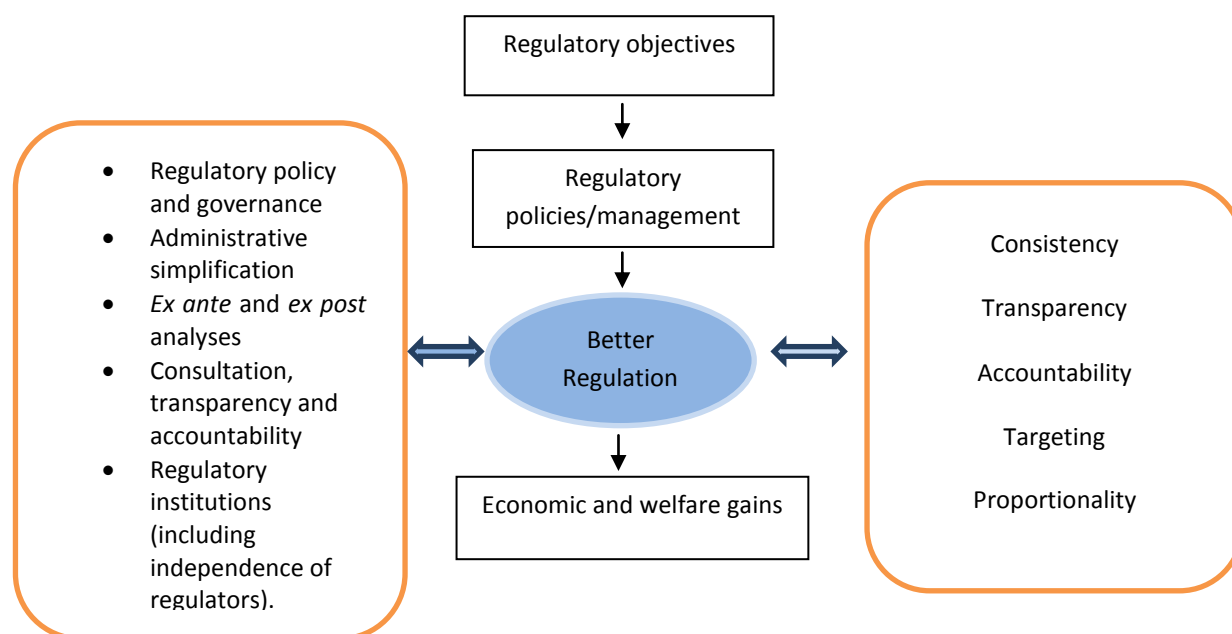 Regulatory objectives
Regulatory
policies/management
Better
Regulation
Economic and welfare gains
• Regulatory policy
and governance
• Administrative
simplification
• Ex ante and ex post
analyses
• Consultation,
transparency and
accountability
• Regulatory
institutions
(including
independence of
regulators).
Consistency
Transparency
Accountability
Targeting
Proportionality